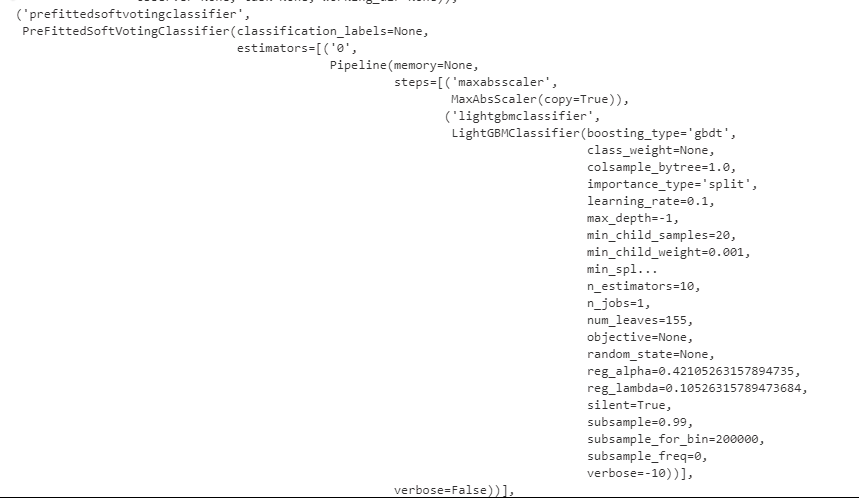 ('prefittedsoftvotingclassifier',
PreFittedSoftVotingClassifier(classification_labels=None,
estimators=[('0',
Pipeline(memory=None,
steps=[('maxabsscaler',
MaxAbsScaler(copy=True)),
('lightgbmclassifier',
LightGBMClassifier(boosting_type='gbdt',
class_weight=None,
colsample_bytree=1.0,
importance_type='split',
learning_rate=0.1,
max_depth=-1,
min_child_samples=20,
min_child_weight=0.001,
min_spl...
n_estimators=10,
n_jobs=1,
num_leaves=155,
objective=None,
random_state=None,
reg_alpha=0.42105263157894735,
reg_lambda=0.10526315789473684,
silent=True,
subsample=0.99,
subsample_for_bin=200000,
subsample_freq=0,
verbose=-10))],
verbose=False))],